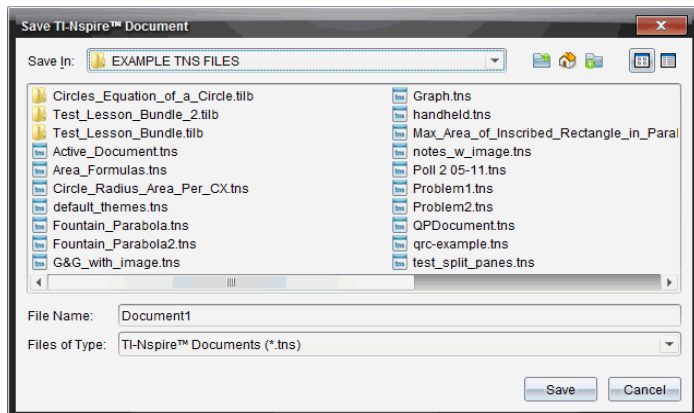 Save TI-Nspire™ Document
Save In: EXAMPLE TNS FILES
Circles_Equation_of_a_Circle.tilb
Test_Lesson_Bundle_2.tilb
Test_Lesson_Bundle.tilb
Active_Document.tns
Area_Formulas.tns
Circle_Radius_Area_Per_CX.tns
default_themes.tns
Fountain_Parabola.tns
Fountain_Parabola2.tns
G&G_with_image.tns
Graph.tns
handheld.tns
Max_Area_of_Inscribed_Rectangle_in_Paral
notes_w_image.tns
Poll 2 05-11.tns
Problem1.tns
Problem2.tns
QPDocument.tns
qrc-example.tns
test_split_panes.tns
File Name: Document1
Files of Type: TI-Nspire™ Documents (*.tns)
Save Cancel